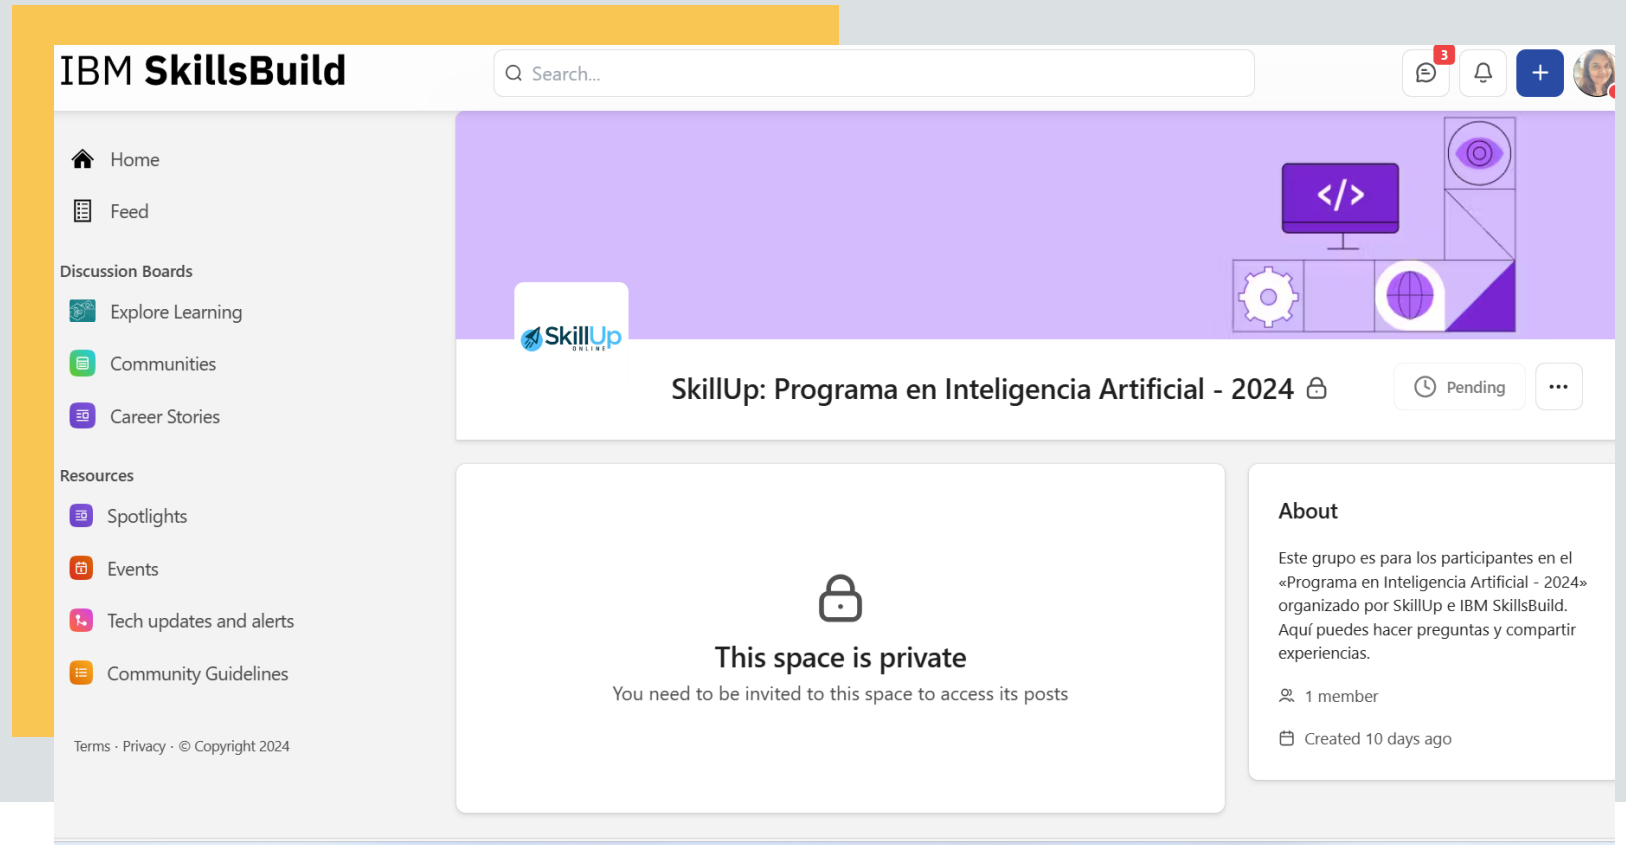 IBM SkillsBuild
Search...
3
Home
Feed
Discussion Boards
Explore Learning
Communities
Career Stories
Resources
Spotlights
Events
Tech updates and alerts
Community Guidelines
Terms · Privacy · © Copyright 2024
</>
SkillUp
ONLINE
SkillUp: Programa en Inteligencia Artificial - 2024
Pending
This space is private
You need to be invited to this space to access its posts
About
Este grupo es para los participantes en el
«Programa en Inteligencia Artificial - 2024»
organizado por SkillUp e IBM SkillsBuild.
Aquí puedes hacer preguntas y compartir
experiencias.
1 member
Created 10 days ago